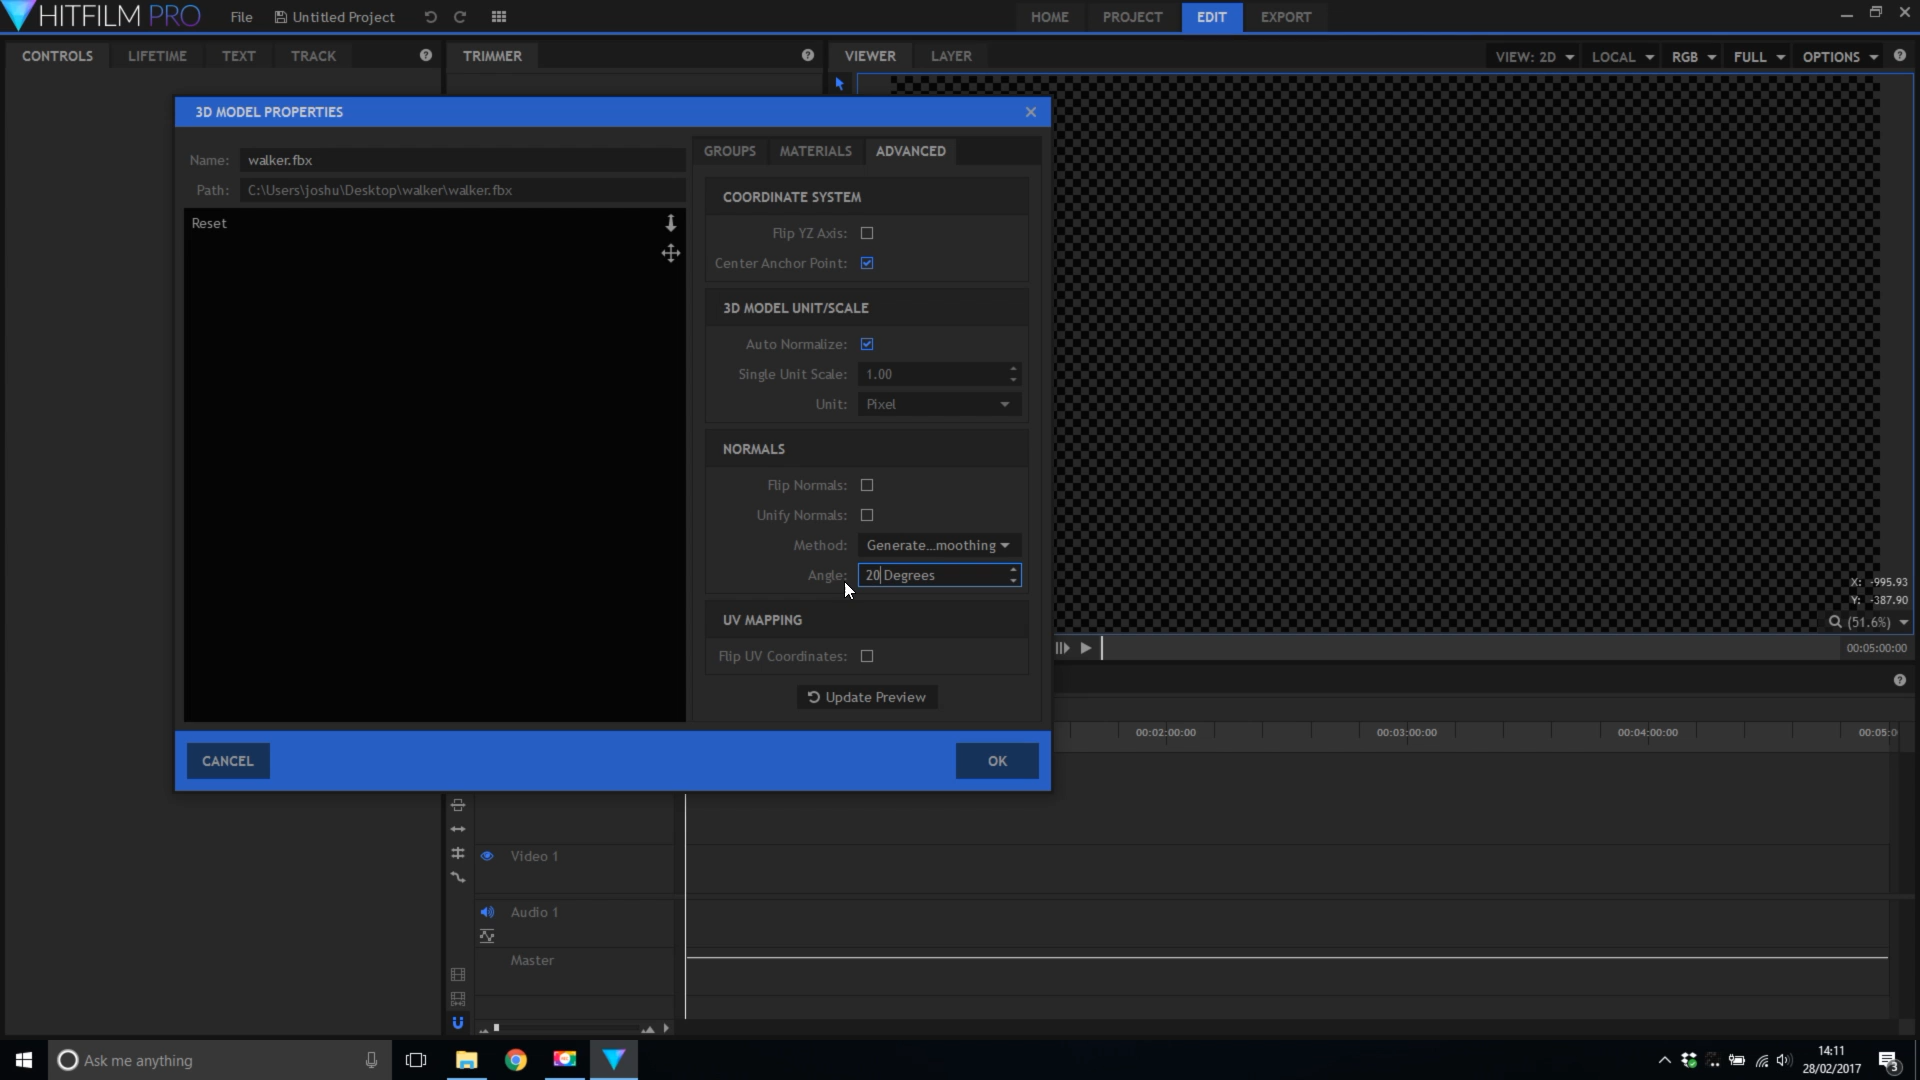 HITFILM PRO File Untitled Project HOME PROJECT EDIT EXPORT
CONTROLS LIFETIME TEXT TRACK TRIMMER VIEWER LAYER VIEW: 2D LOCAL RGB FULL OPTIONS
3D MODEL PROPERTIES
Name: walker.fbx
Path: C:\Users\joshu\Desktop\walker\walker.fbx
Reset
GROUPS MATERIALS ADVANCED
COORDINATE SYSTEM
Flip YZ Axis:
Center Anchor Point:
3D MODEL UNIT/SCALE
Auto Normalize:
Single Unit Scale: 1.00
Unit: Pixel
NORMALS
Flip Normals:
Unify Normals:
Method: Generate...moothing
Angle: 20 Degrees
UV MAPPING
Flip UV Coordinates:
Update Preview
CANCEL OK
X: -995.93
Y: -387.90
(51.6%)
00:05:00:00
00:02:00:00 00:03:00:00 00:04:00:00 00:05:0
Video 1
Audio 1
Master
Ask me anything
14:11
28/02/2017
3